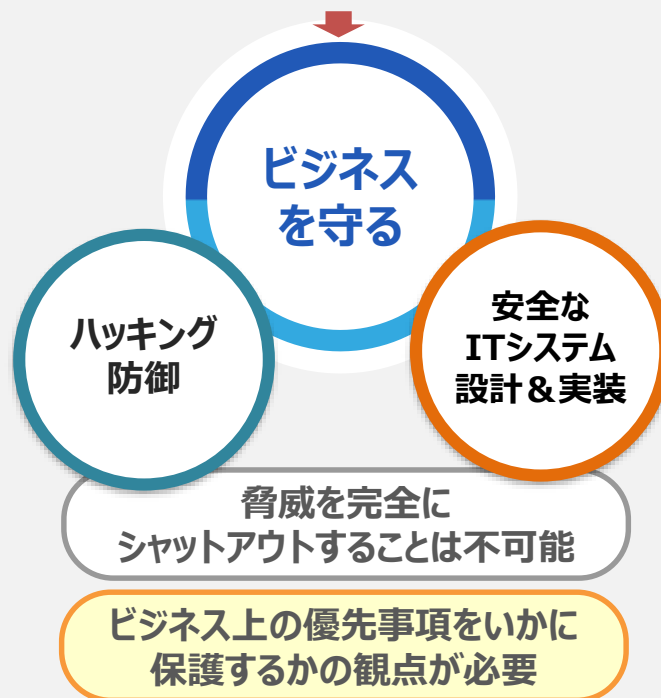 ビジネス
を守る
ハッキング
防御
安全な
ITシステム
設計＆実装
脅威を完全に
シャットアウトすることは不可能
ビジネス上の優先事項をいかに
保護するかの観点が必要